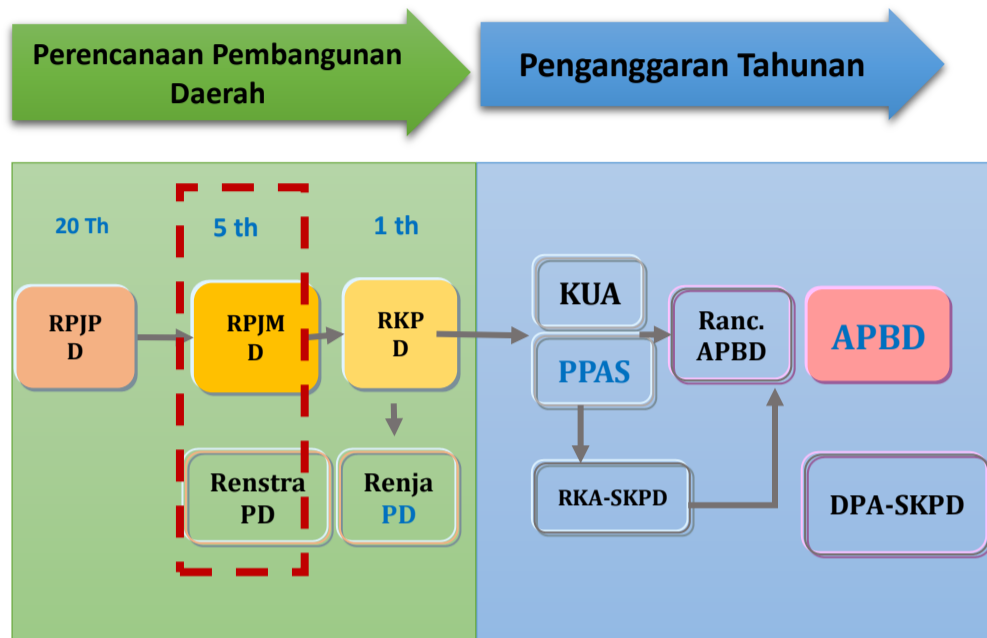 Perencanaan Pembangunan
Daerah
Penganggaran Tahunan
20 Th
5 th
1 th
RPJP
D
RPJM
D
RKP
D
KUA
PPAS
Ranc.
APBD
APBD
Renstra
PD
Renja
PD
RKA-SKPD
DPA-SKPD